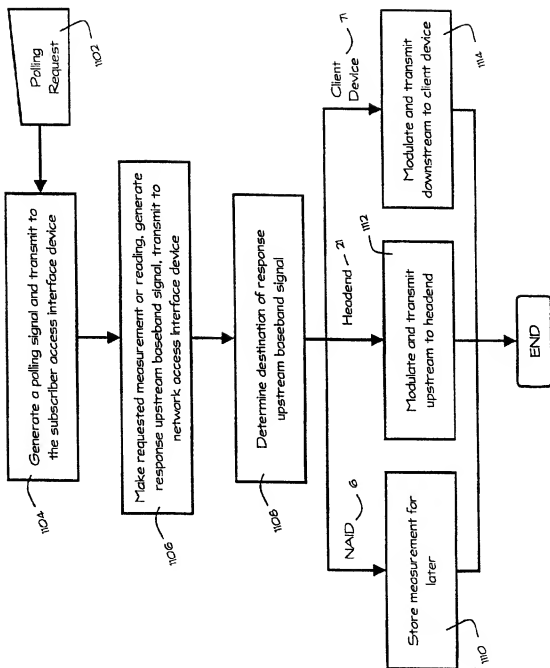 Polling
Request
1102
Generate a polling signal and transmit to
the subscriber access interface device
1104
Make requested measurement or reading, generate
response upstream baseband signal, transmit to
network access interface device
1106
Determine destination of response
upstream baseband signal
1108
NAID 6
Headend 21
Client
Device 71
Store measurement for
later
1110
Modulate and transmit
upstream to headend
1112
Modulate and transmit
downstream to client device
1114
END